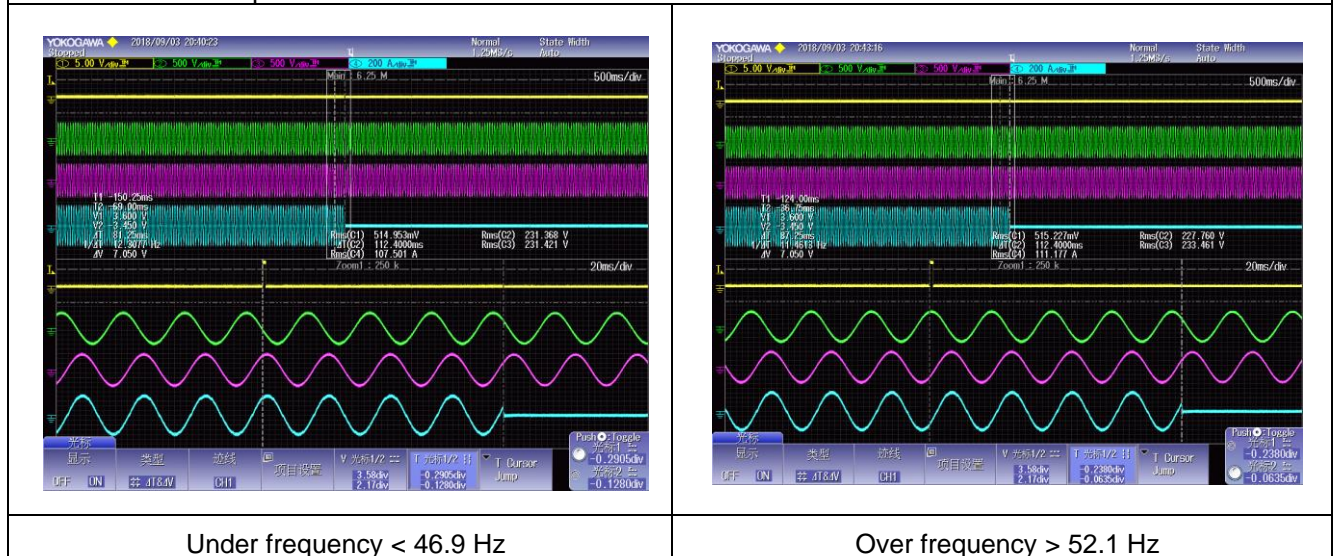 YOKOGAWA 2018/09/03 20:40:23 Normal State Width
Stopped 1.25MS/s Auto
5.00 V/div 500 V/div 500 V/div 200 A/div
Main : 6.25 M 500ms/div
T1 -150.25ms
T2 -69.00ms
V1 3.600 V
V2 -3.450 V
ΔT 81.25ms
1/ΔT 12.3077 Hz
ΔV 7.050 V
Rms(C1) 514.953mV Rms(C2) 231.368 V
ΔT(C2) 112.4000ms Rms(C3) 231.421 V
Rms(C4) 107.501 A
Zoom1 : 250 k 20ms/div
光标
显示 类型 迹线 项目设置 V 光标1/2 T 光标1/2 T Cursor Jump
OFF ON ΔT&ΔV CH1 3.58div -0.2905div
2.17div -0.1280div
Push :Toggle
光标1
-0.2905div
光标2
-0.1280div
Under frequency < 46.9 Hz
YOKOGAWA 2018/09/03 20:43:16 Normal State Width
Stopped 1.25MS/s Auto
5.00 V/div 500 V/div 500 V/div 200 A/div
Main : 6.25 M 500ms/div
T1 -124.00ms
T2 -36.75ms
V1 3.600 V
V2 -3.450 V
ΔT 87.25ms
1/ΔT 11.4613 Hz
ΔV 7.050 V
Rms(C1) 515.227mV Rms(C2) 227.760 V
ΔT(C2) 112.4000ms Rms(C3) 233.461 V
Rms(C4) 111.177 A
Zoom1 : 250 k 20ms/div
光标
显示 类型 迹线 项目设置 V 光标1/2 T 光标1/2 T Cursor Jump
OFF ON ΔT&ΔV CH1 3.58div -0.2380div
2.17div -0.0635div
Push :Toggle
光标1
-0.2380div
光标2
-0.0635div
Over frequency > 52.1 Hz